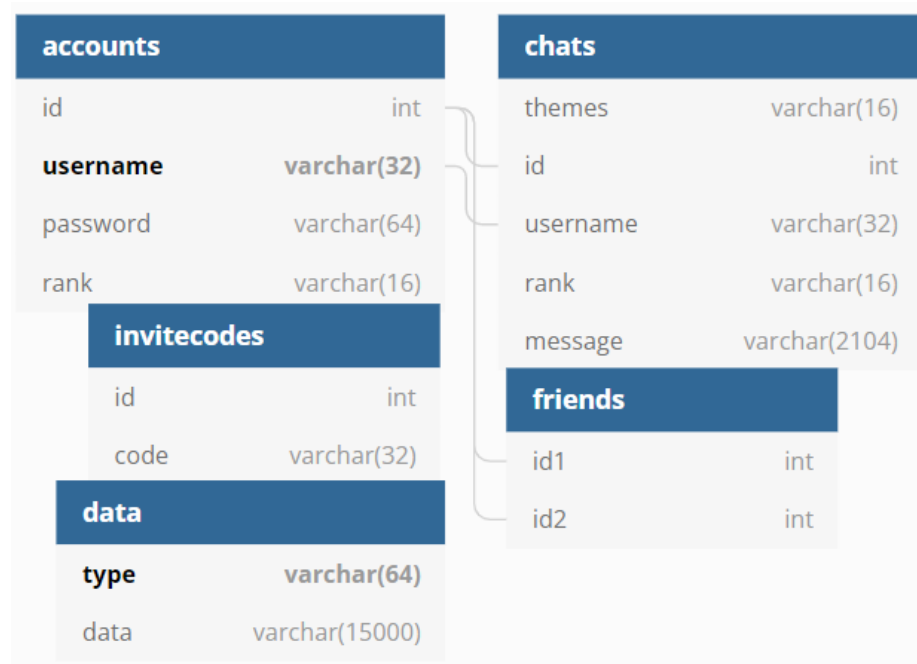 accounts
id int
username varchar(32)
password varchar(64)
rank varchar(16)
invitecodes
id int
code varchar(32)
data
type varchar(64)
data varchar(15000)
chats
themes varchar(16)
id int
username varchar(32)
rank varchar(16)
message varchar(2104)
friends
id1 int
id2 int